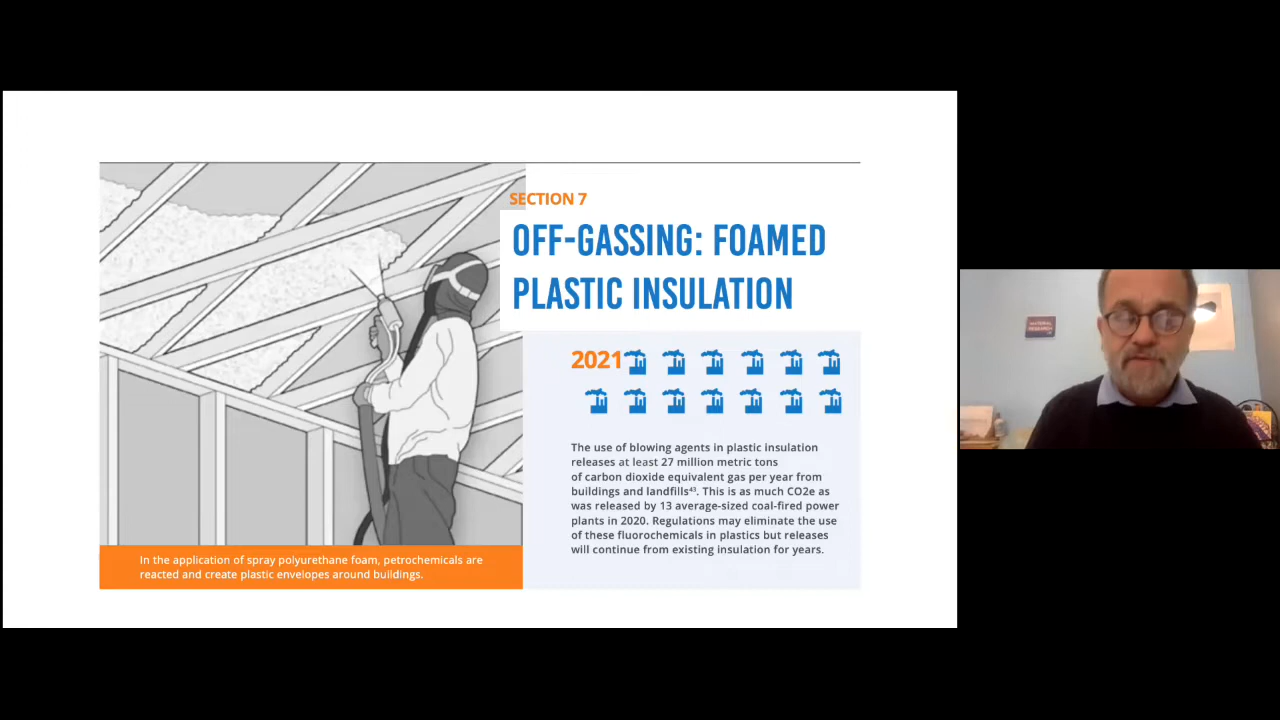 SECTION 7
OFF-GASSING: FOAMED
PLASTIC INSULATION
2021
The use of blowing agents in plastic insulation
releases at least 27 million metric tons
of carbon dioxide equivalent gas per year from
buildings and landfills⁴³. This is as much CO2e as
was released by 13 average-sized coal-fired power
plants in 2020. Regulations may eliminate the use
of these fluorochemicals in plastics but releases
will continue from existing insulation for years.
In the application of spray polyurethane foam, petrochemicals are
reacted and create plastic envelopes around buildings.
MATERIAL
RESEARCH